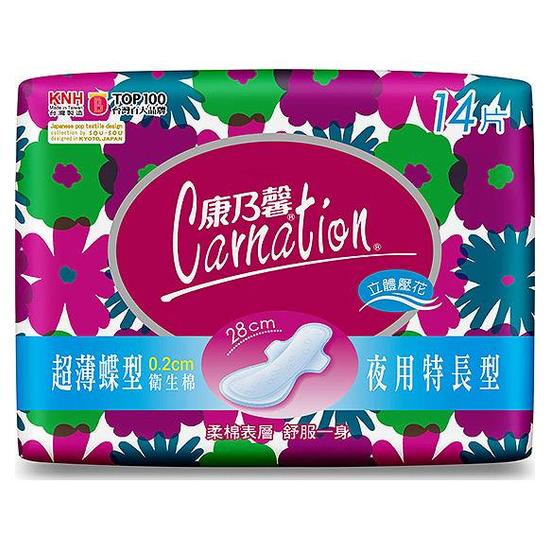 KNH
Made in Taiwan
台灣製造
TOP100
台灣百大品牌
Japanese pop textile design
collection by SOU·SOU
designed in KYOTO, JAPAN
14片
康乃馨®
Carnation®
立體壓花
28cm
超薄蝶型
0.2cm
衛生棉
夜用特長型
柔棉表層 舒服一身